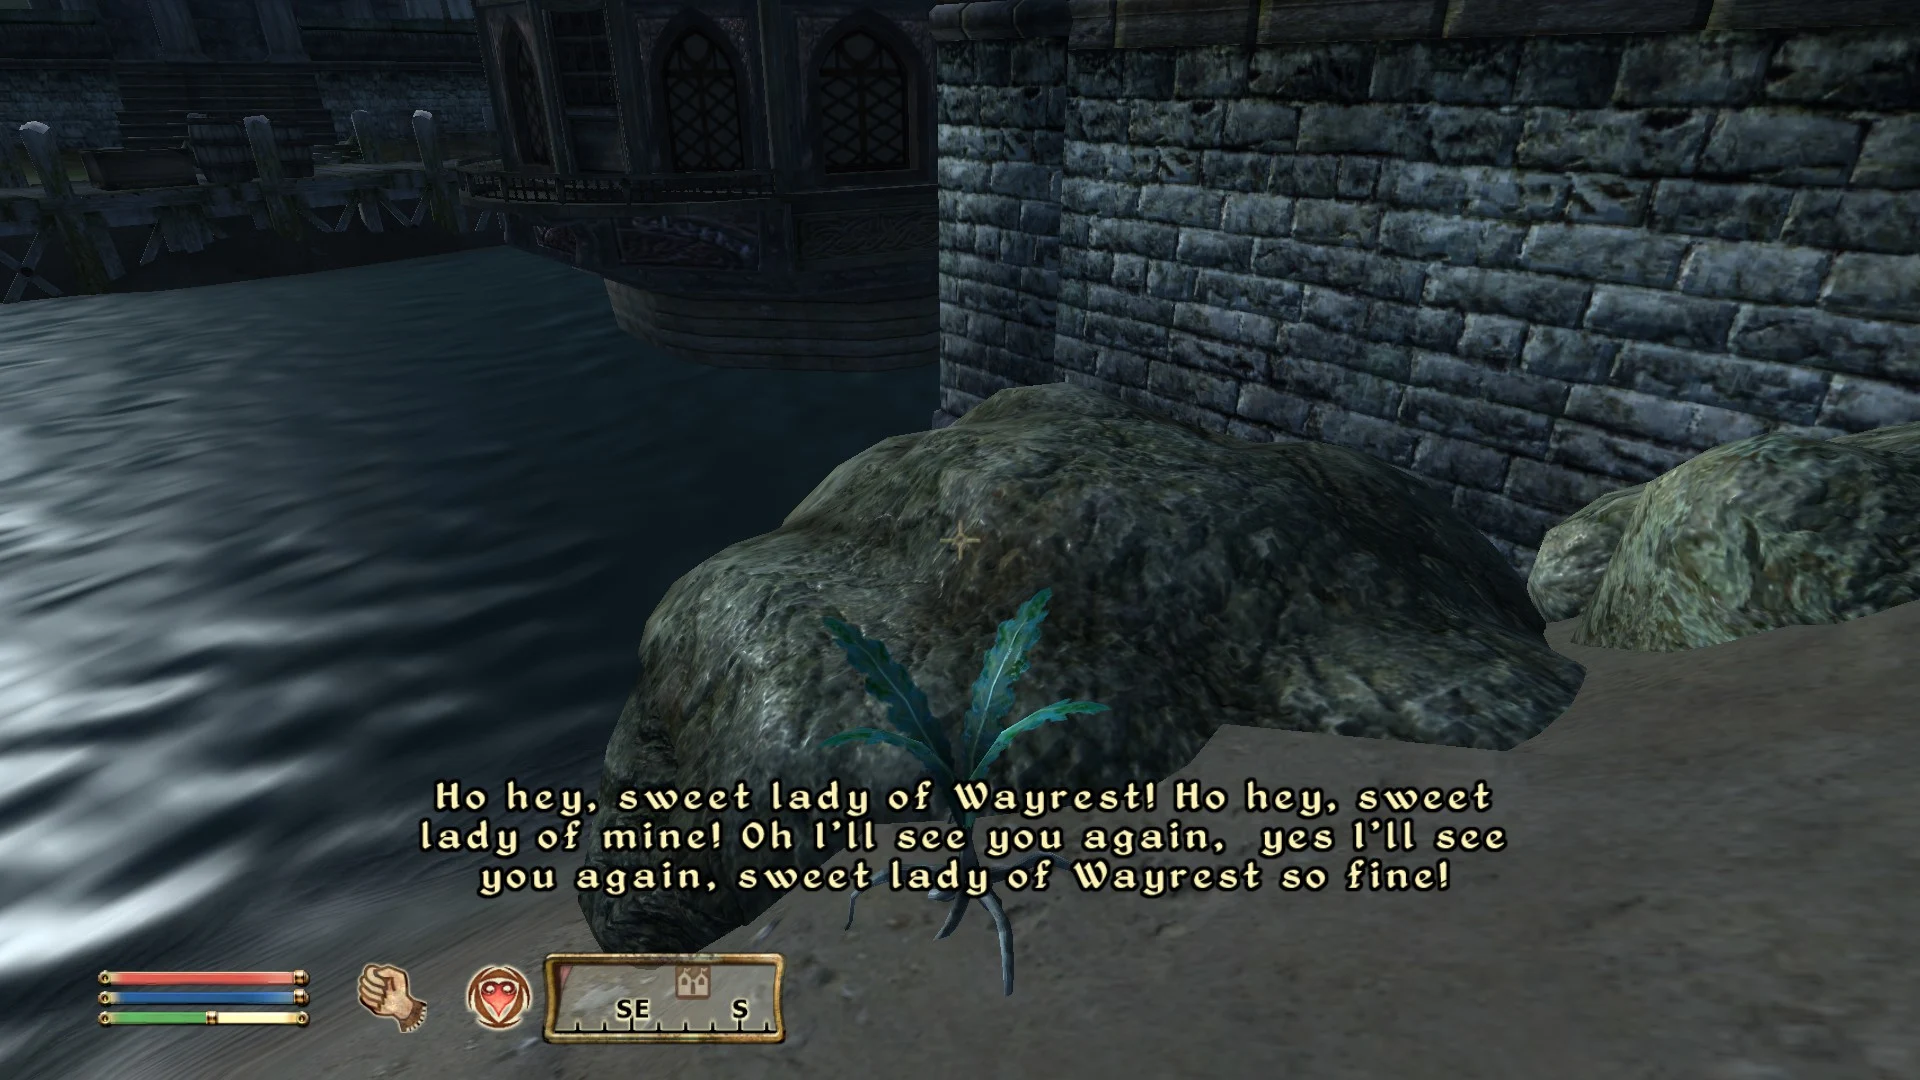 Ho hey, sweet lady of Wayrest! Ho hey, sweet
lady of mine! Oh I'll see you again,  yes I'll see
you again, sweet lady of Wayrest so fine!
SE S